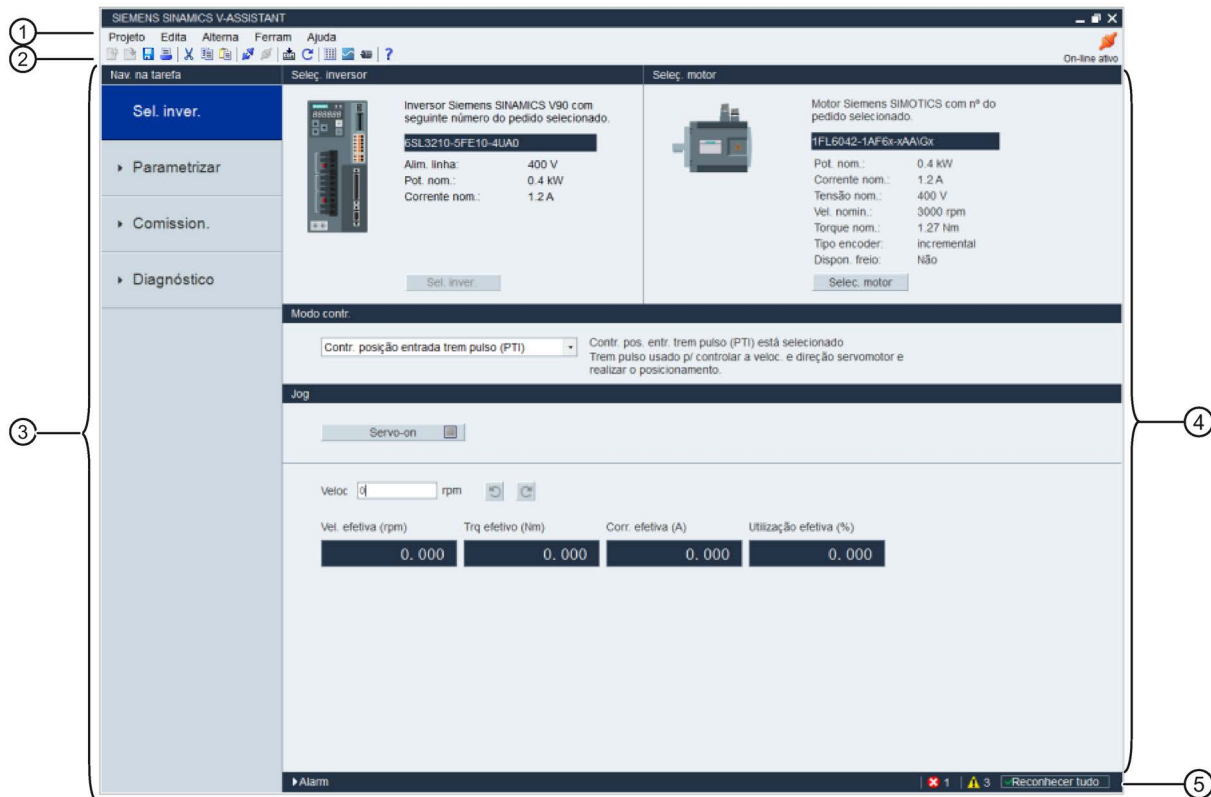 SIEMENS SINAMICS V-ASSISTANT
① Projeto Edita Alterna Ferram Ajuda
②
On-line ativo
Nav. na tarefa
Sel. inver.
Parametrizar
Comission.
Diagnóstico
③
Seleç. inversor
Inversor Siemens SINAMICS V90 com
seguinte número do pedido selecionado.
6SL3210-5FE10-4UA0
Alim. linha: 400 V
Pot. nom.: 0.4 kW
Corrente nom.: 1.2 A
Sel. inver.
Seleç. motor
Motor Siemens SIMOTICS com nº do
pedido selecionado.
1FL6042-1AF6x-xAA\Gx
Pot. nom.: 0.4 kW
Corrente nom.: 1.2 A
Tensão nom.: 400 V
Vel. nomin.: 3000 rpm
Torque nom.: 1.27 Nm
Tipo encoder: incremental
Dispon. freio: Não
Selec. motor
Modo contr.
Contr. posição entrada trem pulso (PTI)
Contr. pos. entr. trem pulso (PTI) está selecionado
Trem pulso usado p/ controlar a veloc. e direção servomotor e
realizar o posicionamento.
Jog
④
Servo-on
Veloc 0 rpm
Vel. efetiva (rpm) Trq efetivo (Nm) Corr. efetiva (A) Utilização efetiva (%)
0.000 0.000 0.000 0.000
Alarm 1 3 Reconhecer tudo
⑤